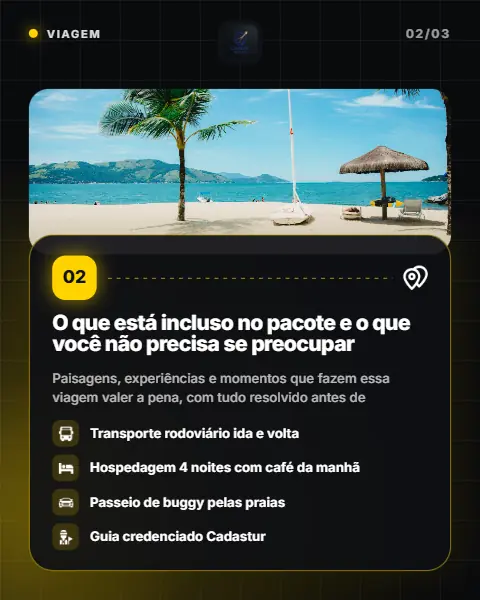 VIAGEM
02/03
02
O que está incluso no pacote e o que
você não precisa se preocupar
Paisagens, experiências e momentos que fazem essa
viagem valer a pena, com tudo resolvido antes de
Transporte rodoviário ida e volta
Hospedagem 4 noites com café da manhã
Passeio de buggy pelas praias
Guia credenciado Cadastur